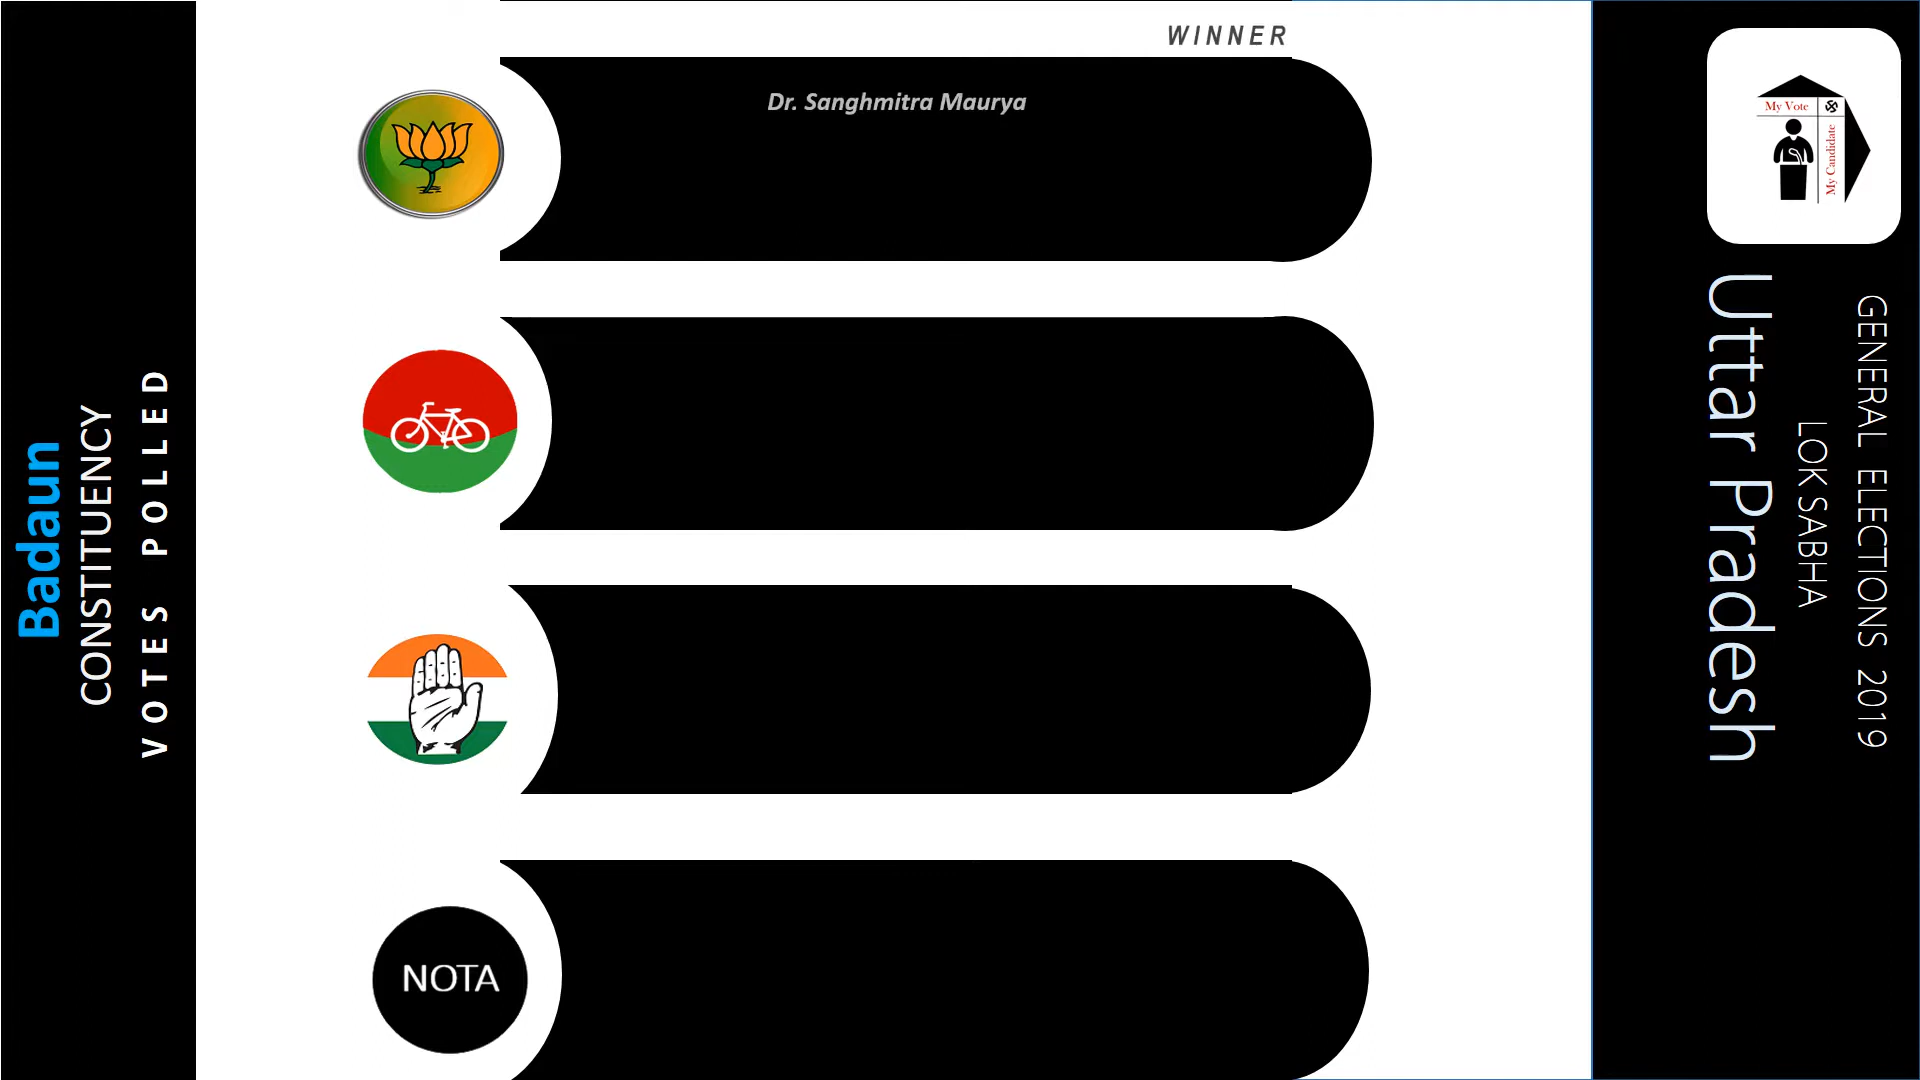 Badaun
CONSTITUENCY
VOTES POLLED
WINNER
Dr. Sanghmitra Maurya
NOTA
My Vote
My Candidate
GENERAL ELECTIONS 2019
LOK SABHA
Uttar Pradesh